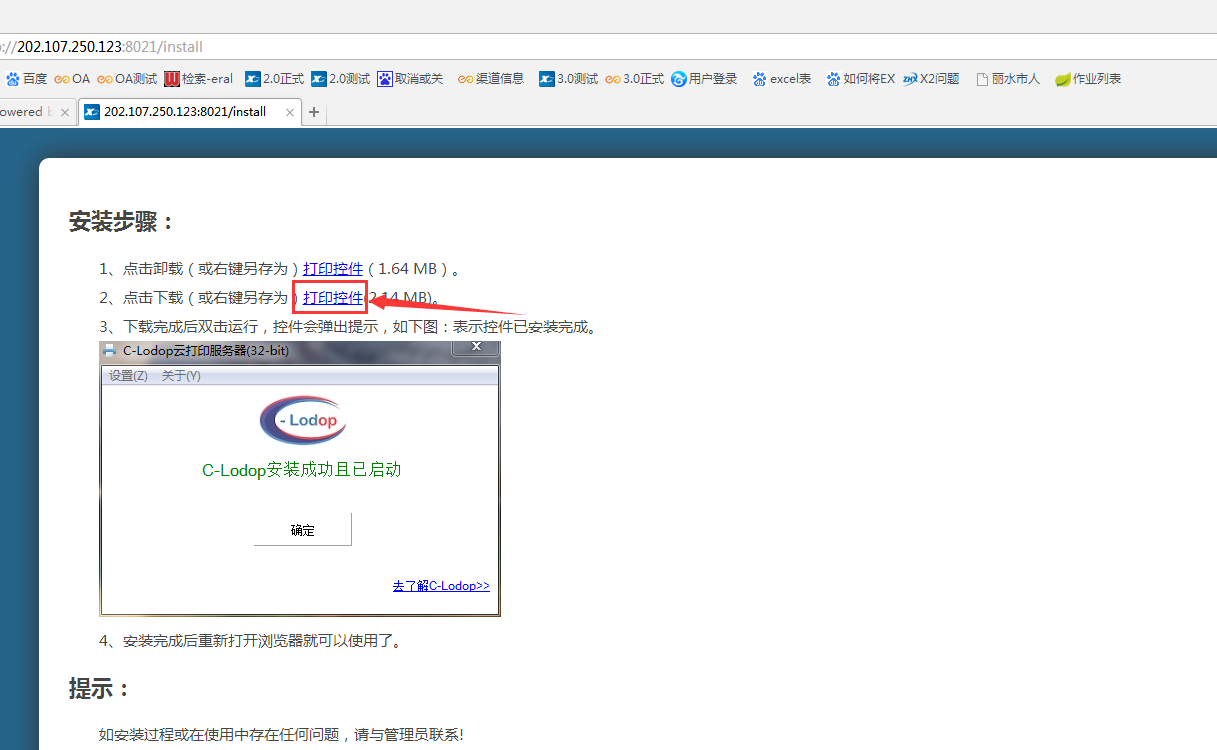 ://202.107.250.123:8021/install
百度 OA OA测试 检索-eral 2.0正式 2.0测试 取消或关 渠道信息 3.0测试 3.0正式 用户登录 excel表 如何将EX X2问题 丽水市人 作业列表
owered 202.107.250.123:8021/install
安装步骤：
1、点击卸载（或右键另存为）打印控件（1.64 MB）。
2、点击下载（或右键另存为）打印控件(2.14 MB)。
3、下载完成后双击运行，控件会弹出提示，如下图：表示控件已安装完成。
C-Lodop云打印服务器(32-bit)
设置(Z) 关于(Y)
C-Lodop
C-Lodop安装成功且已启动
确定
去了解C-Lodop>>
4、安装完成后重新打开浏览器就可以使用了。
提示：
如安装过程或在使用中存在任何问题，请与管理员联系!